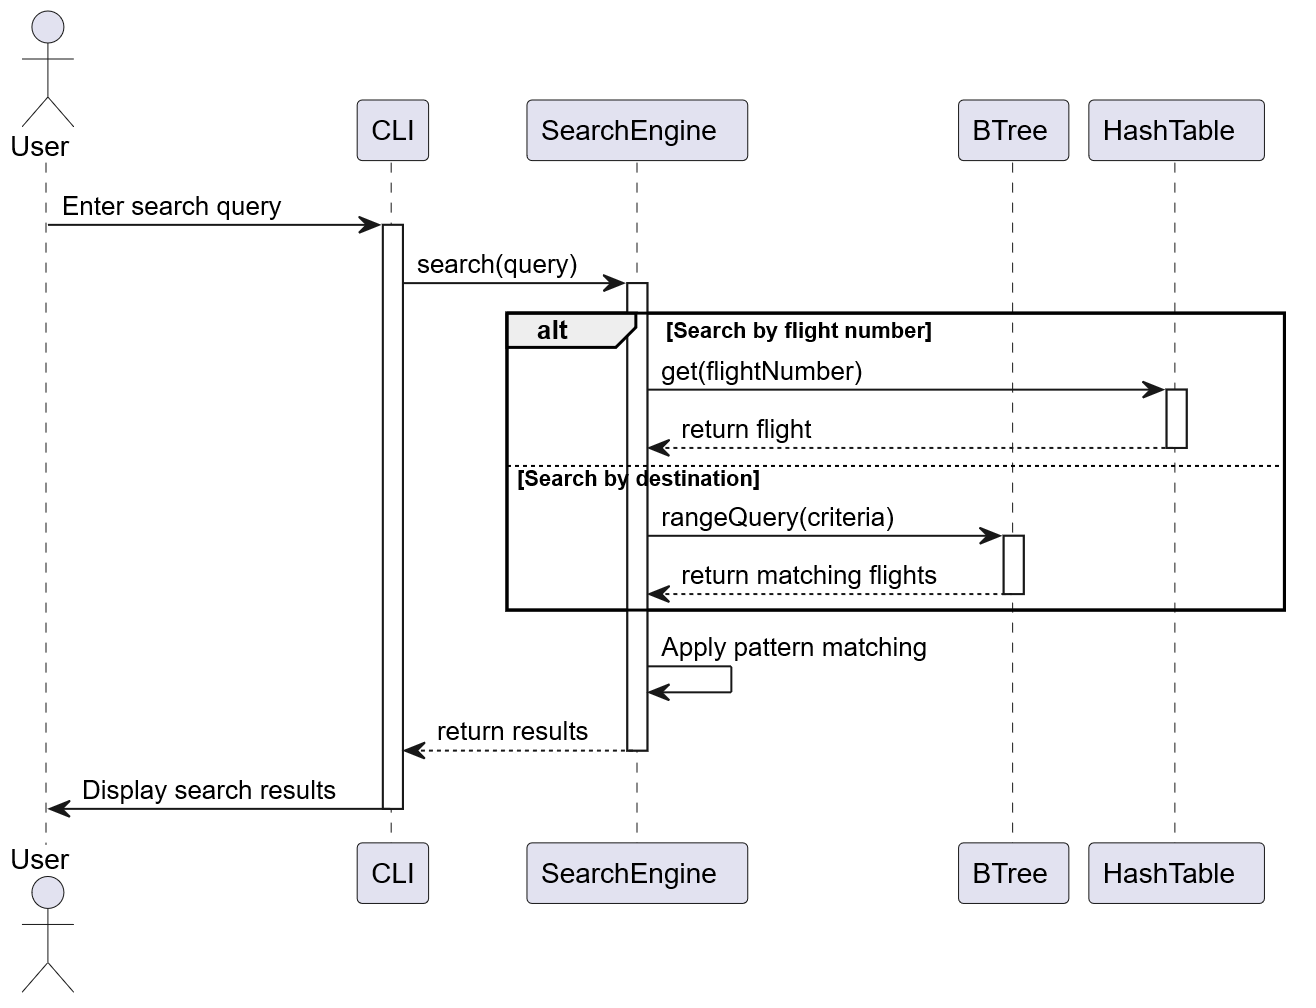 User
CLI
SearchEngine
BTree
HashTable
Enter search query
search(query)
alt
[Search by flight number]
get(flightNumber)
return flight
[Search by destination]
rangeQuery(criteria)
return matching flights
Apply pattern matching
return results
Display search results
User
CLI
SearchEngine
BTree
HashTable